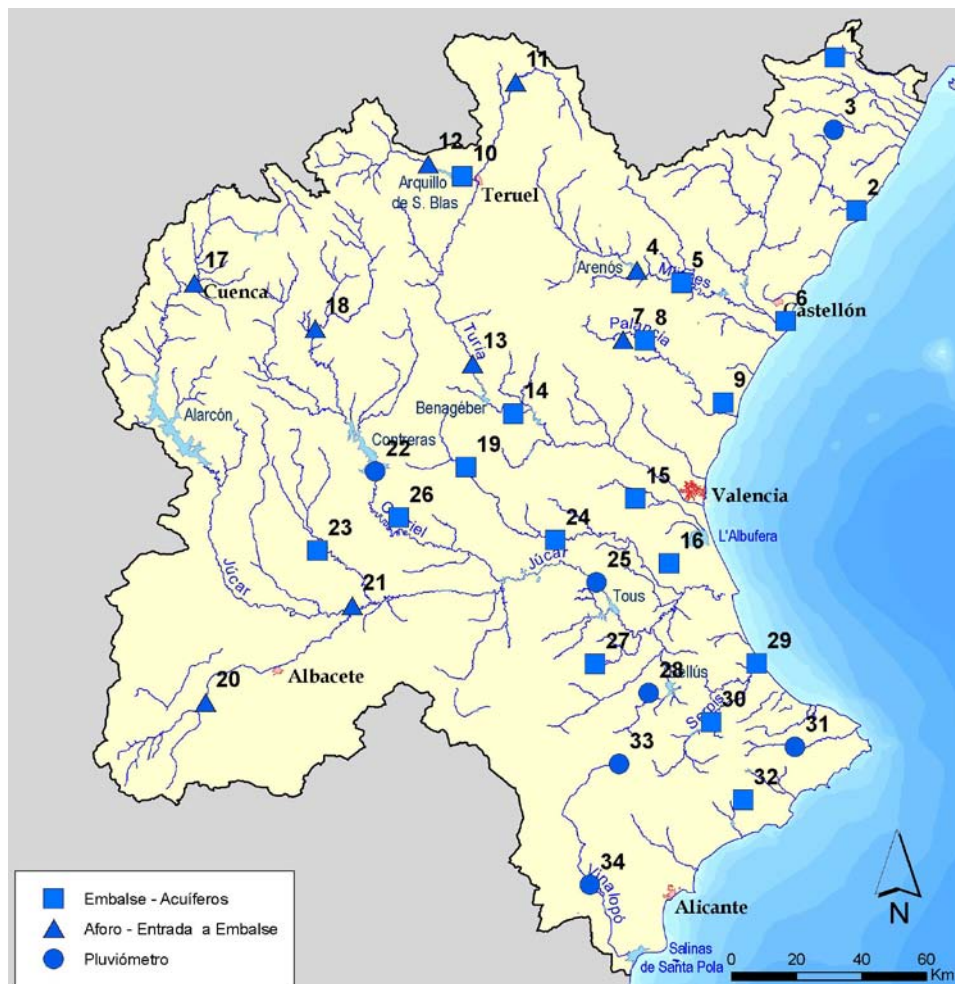 1
11
3
12
10
Arquillo
de S. Blas
Teruel
2
4
5
Arenós
Mijares
17
Cuenca
6
Castellón
18
7 8
Palancia
13
Turia
14
9
Benagéber
Alarcón
Contreras
22
19
15
Valencia
26
Cabriel
24
L'Albufera
23
16
Júcar
25
Júcar
21
Tous
27
29
28
Bellús
20
Albacete
30
Serpis
31
33
32
34
Vinalopó
Alicante
N
Salinas
de Santa Pola
0 20 40 60
Km
Embalse - Acuíferos
Aforo - Entrada a Embalse
Pluviómetro